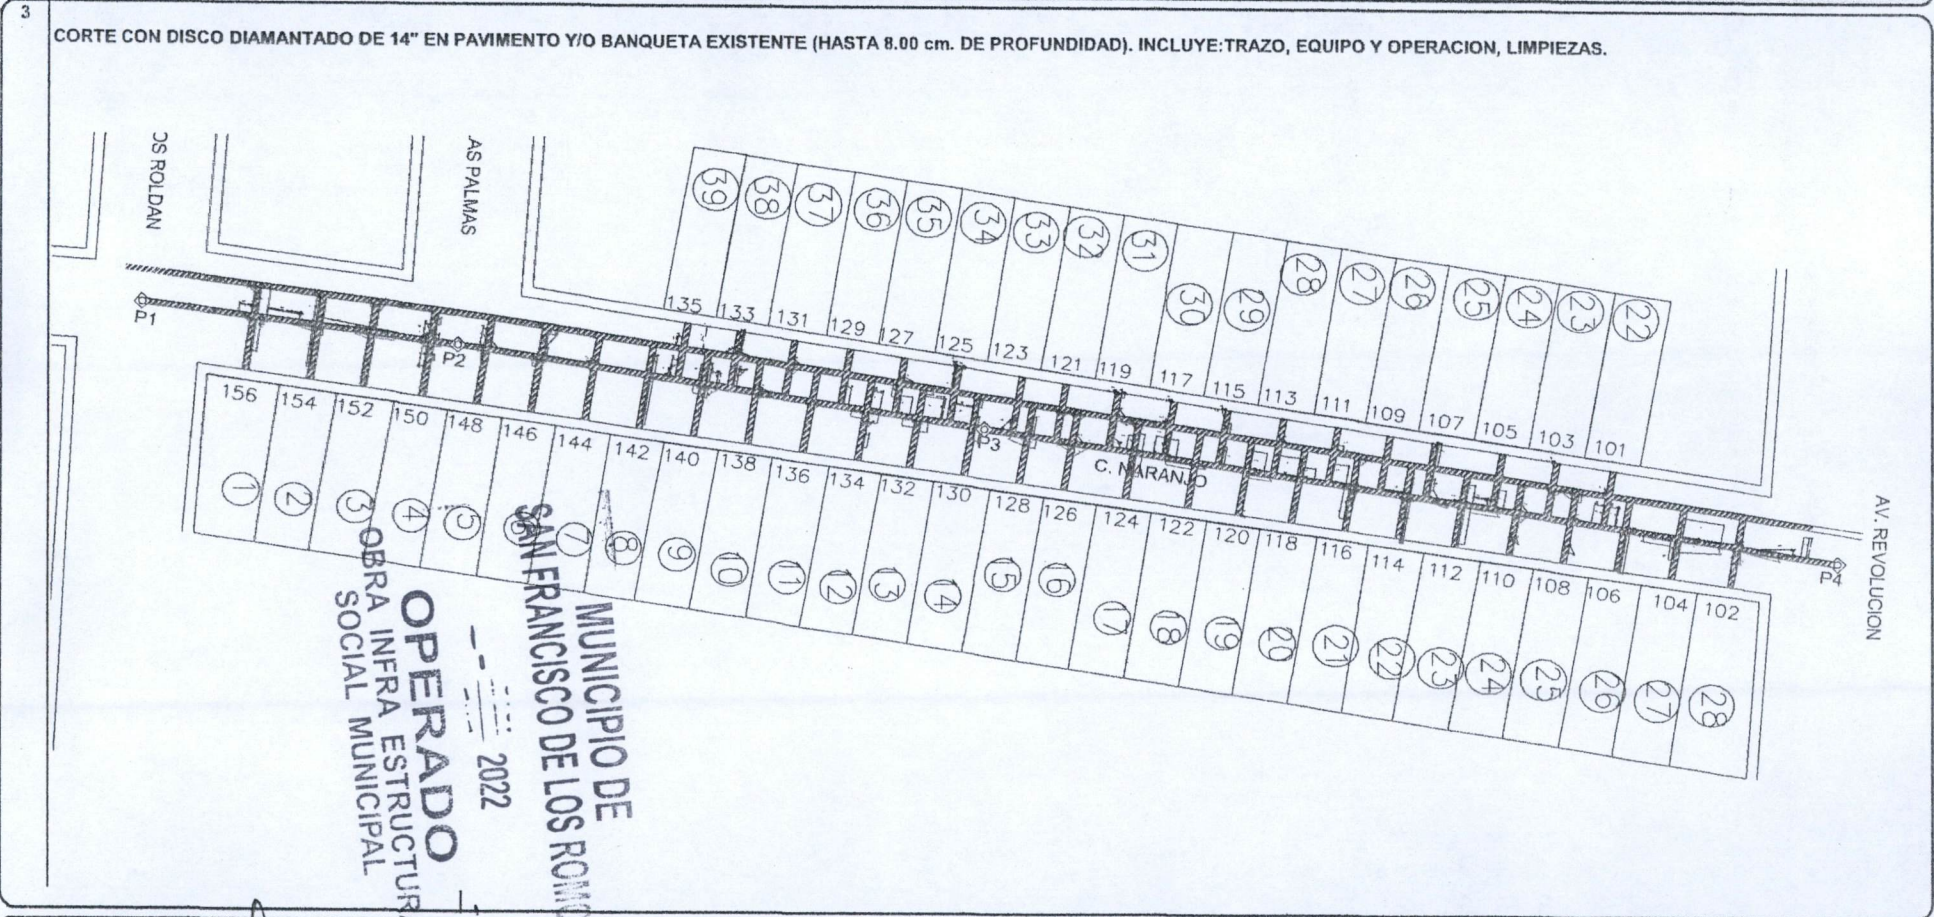 3
CORTE CON DISCO DIAMANTADO DE 14" EN PAVIMENTO Y/O BANQUETA EXISTENTE (HASTA 8.00 cm. DE PROFUNDIDAD). INCLUYE:TRAZO, EQUIPO Y OPERACION, LIMPIEZAS.
OS ROLDAN
AS PALMAS
39 38 37 36 35 34 33 32 31 30 29 28 27 26 25 24 23 22
135 133 131 129 127 125 123 121 119 117 115 113 111 109 107 105 103 101
P1
P2
P3
C. NARANJO
P4
AV. REVOLUCION
156 154 152 150 148 146 144 142 140 138 136 134 132 130 128 126 124 122 120 118 116 114 112 110 108 106 104 102
1 2 3 4 5 6 7 8 9 10 11 12 13 14 15 16 17 18 19 20 21 22 23 24 25 26 27 28
MUNICIPIO DE
SAN FRANCISCO DE LOS ROMO
2022
OPERADO
OBRA INFRA ESTRUCTUR
SOCIAL MUNICIPAL